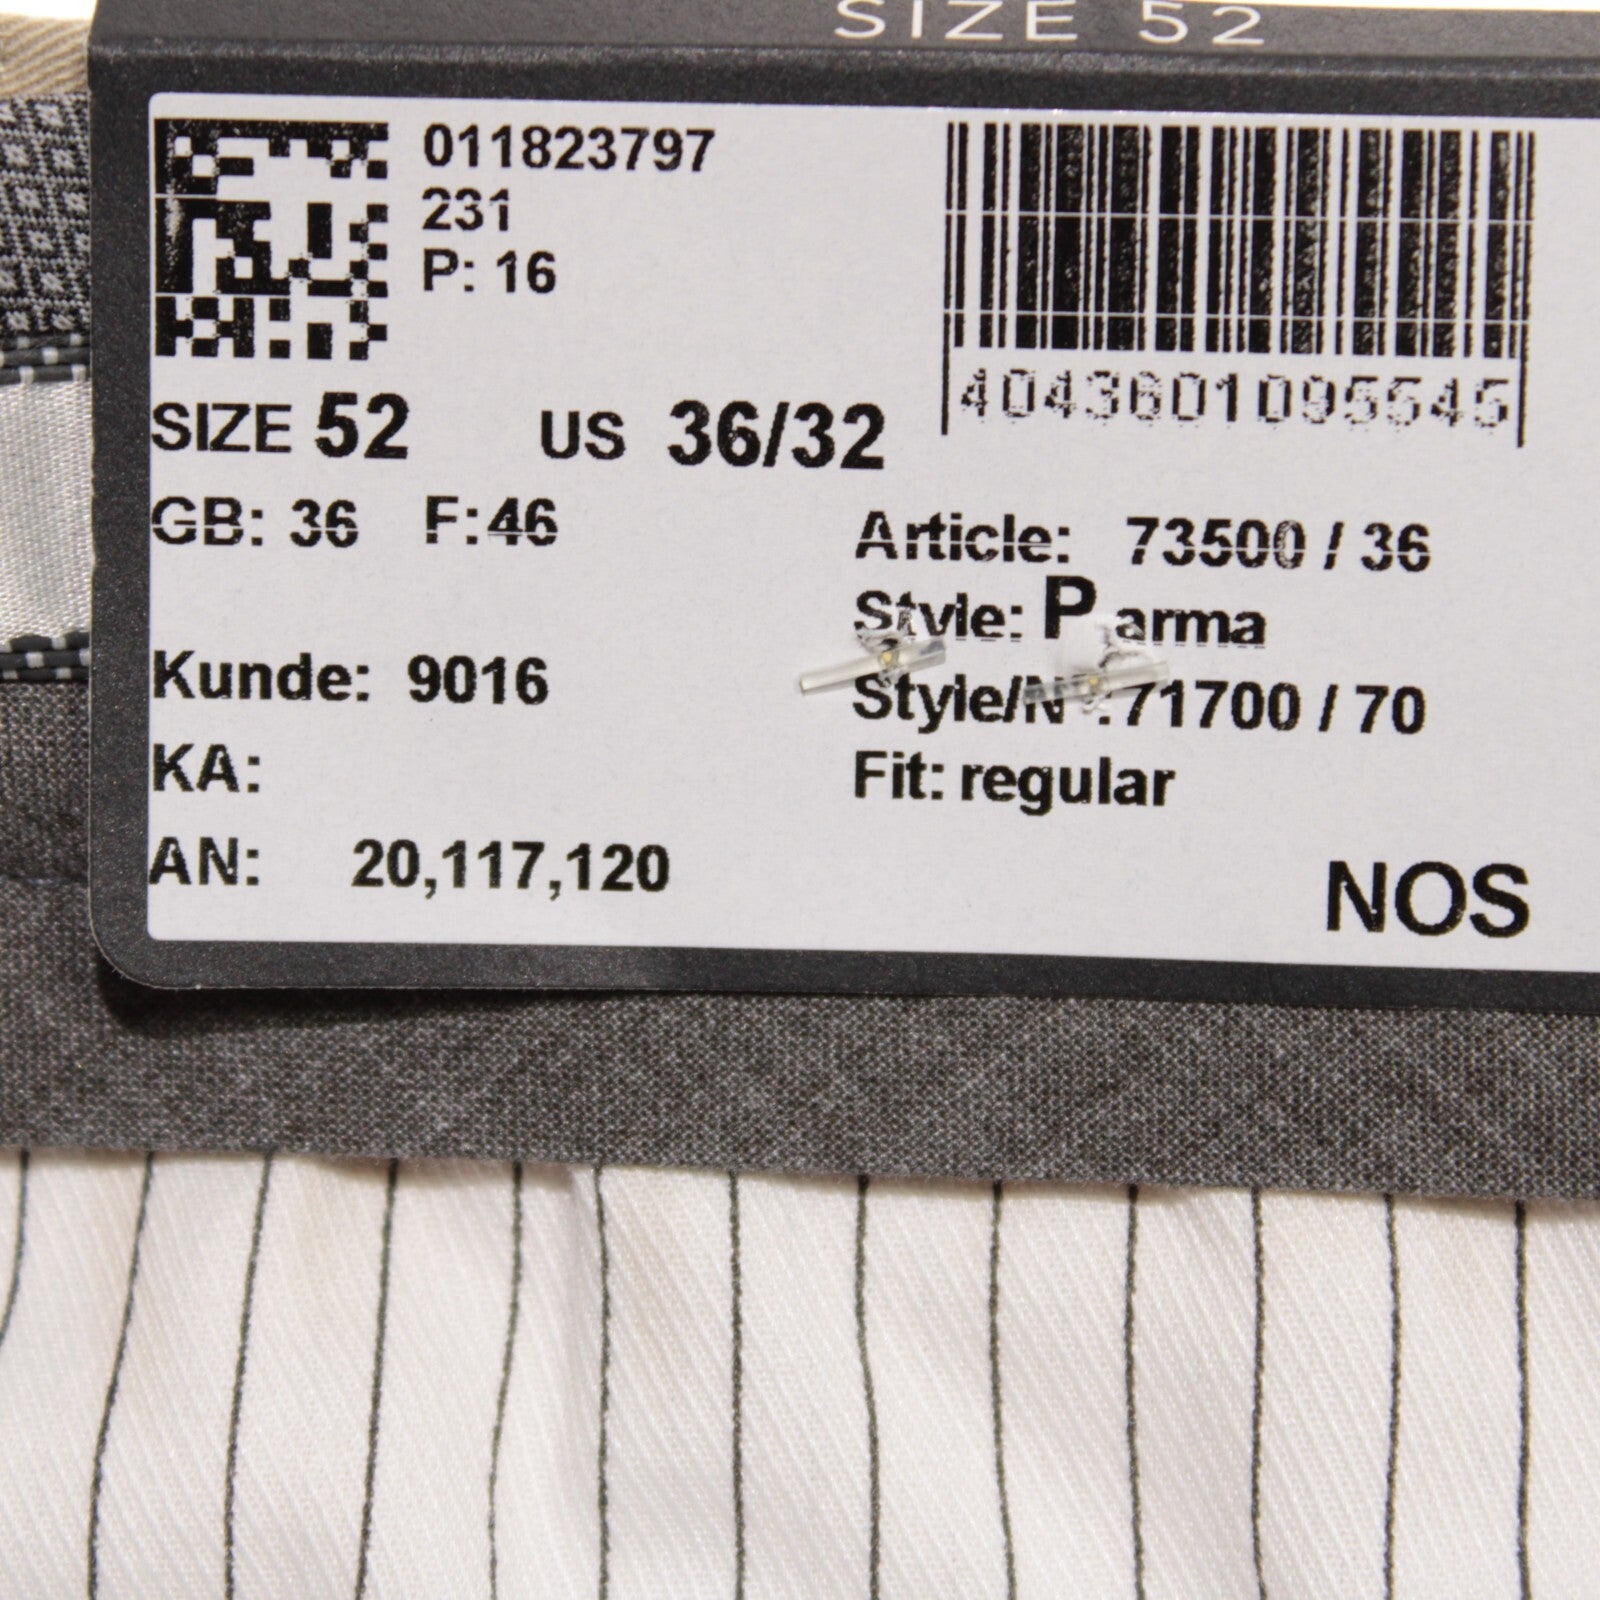 SIZE 52
011823797
231
P: 16
4043601095545
SIZE 52 US 36/32
GB: 36 F:46
Article: 73500 / 36
Style: Parma
Kunde: 9016
Style/N :71700 / 70
KA:
Fit: regular
AN: 20,117,120
NOS